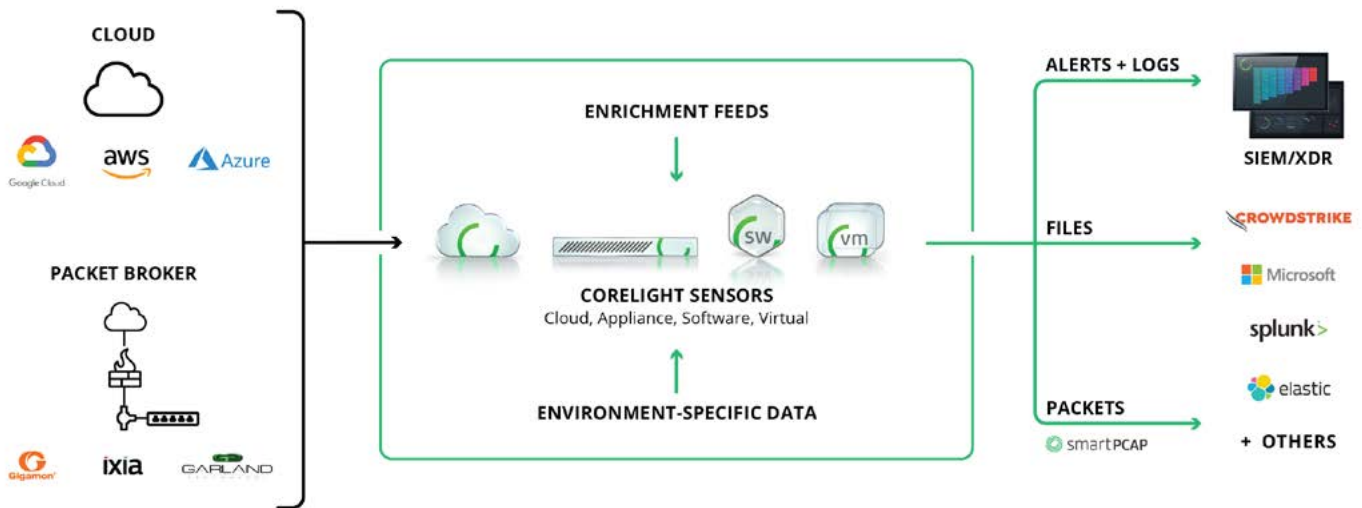 CLOUD
Google Cloud
aws
Azure
PACKET BROKER
Gigamon
ixia
GARLAND
ENRICHMENT FEEDS
sw
vm
CORELIGHT SENSORS
Cloud, Appliance, Software, Virtual
ENVIRONMENT-SPECIFIC DATA
ALERTS + LOGS
FILES
PACKETS
smartPCAP
SIEM/XDR
CROWDSTRIKE
Microsoft
splunk>
elastic
+ OTHERS